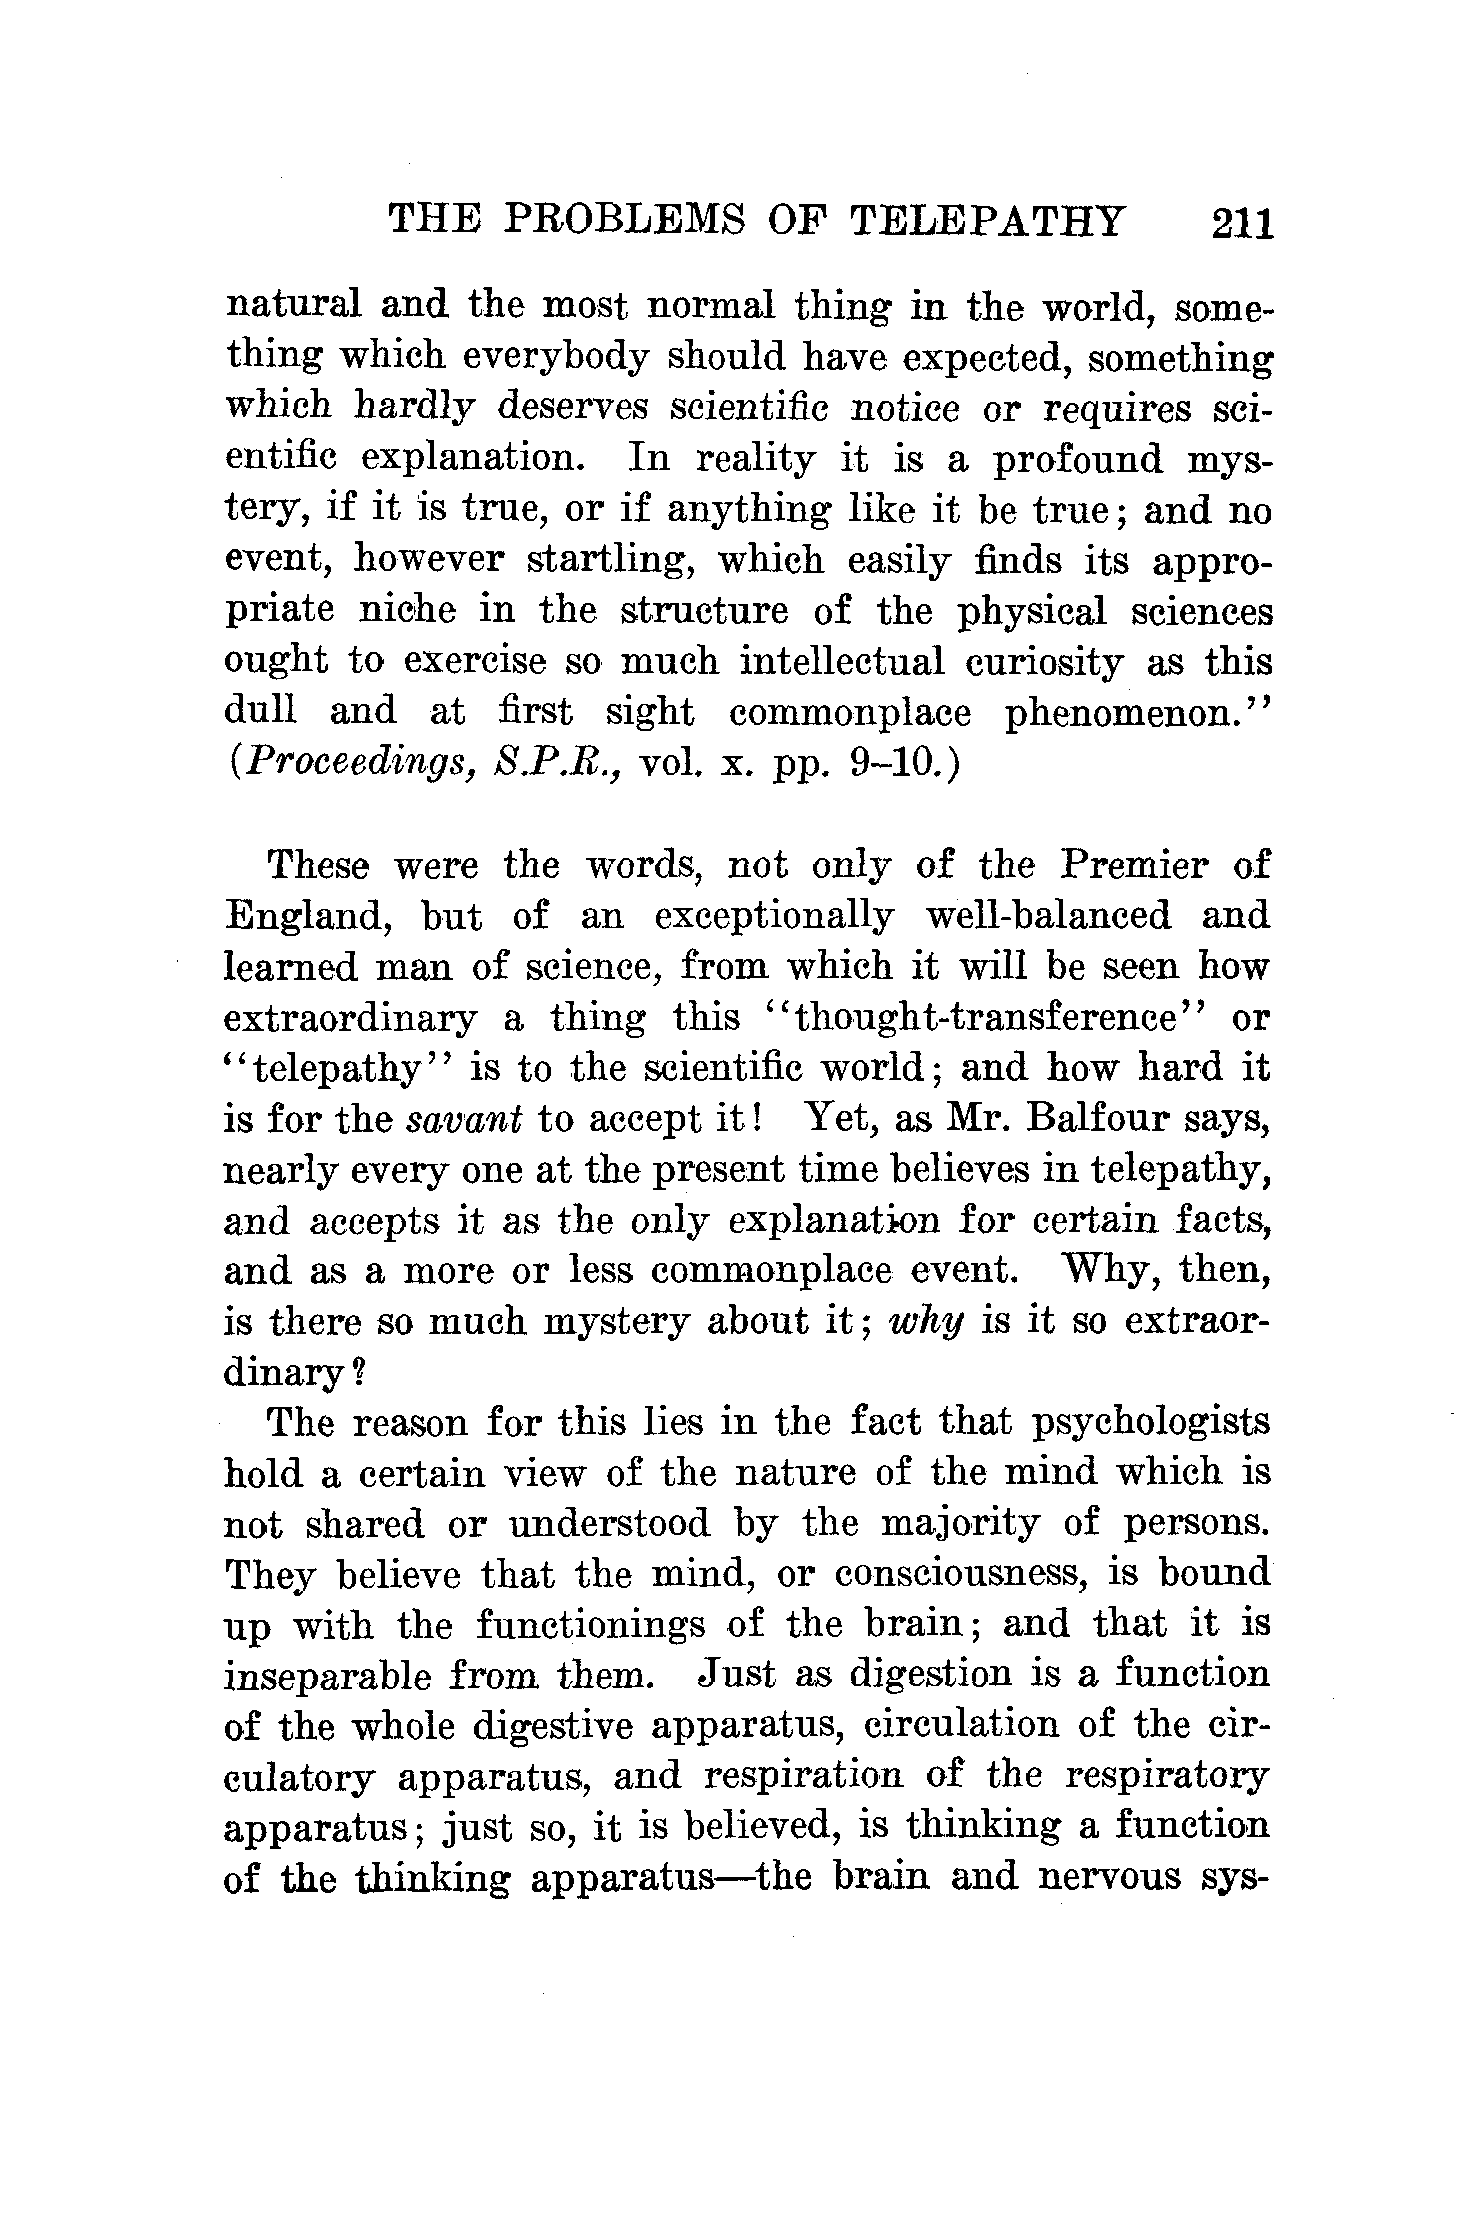 THE PROBLEMS OF TELEPATHY 211
natural and the most normal thing in the world, some-
thing which everybody should have expected, something
which hardly deserves scientific notice or requires sci-
entific explanation. In reality it is a profound mys-
tery, if it is true, or if anything like it be true; and no
event, however startling, which easily finds its appro-
priate niche in the structure of the physical sciences
ought to exercise so much intellectual curiosity as this
dull and at first sight commonplace phenomenon.''
(Proceedings, S.P.R., vol. x. pp. 9–10.)
These were the words, not only of the Premier of
England, but of an exceptionally well-balanced and
learned man of science, from which it will be seen how
extraordinary a thing this ''thought-transference'' or
''telepathy'' is to the scientific world; and how hard it
is for the savant to accept it! Yet, as Mr. Balfour says,
nearly every one at the present time believes in telepathy,
and accepts it as the only explanation for certain facts,
and as a more or less commonplace event. Why, then,
is there so much mystery about it; why is it so extraor-
dinary?
The reason for this lies in the fact that psychologists
hold a certain view of the nature of the mind which is
not shared or understood by the majority of persons.
They believe that the mind, or consciousness, is bound
up with the functionings of the brain; and that it is
inseparable from them. Just as digestion is a function
of the whole digestive apparatus, circulation of the cir-
culatory apparatus, and respiration of the respiratory
apparatus; just so, it is believed, is thinking a function
of the thinking apparatus—the brain and nervous sys-